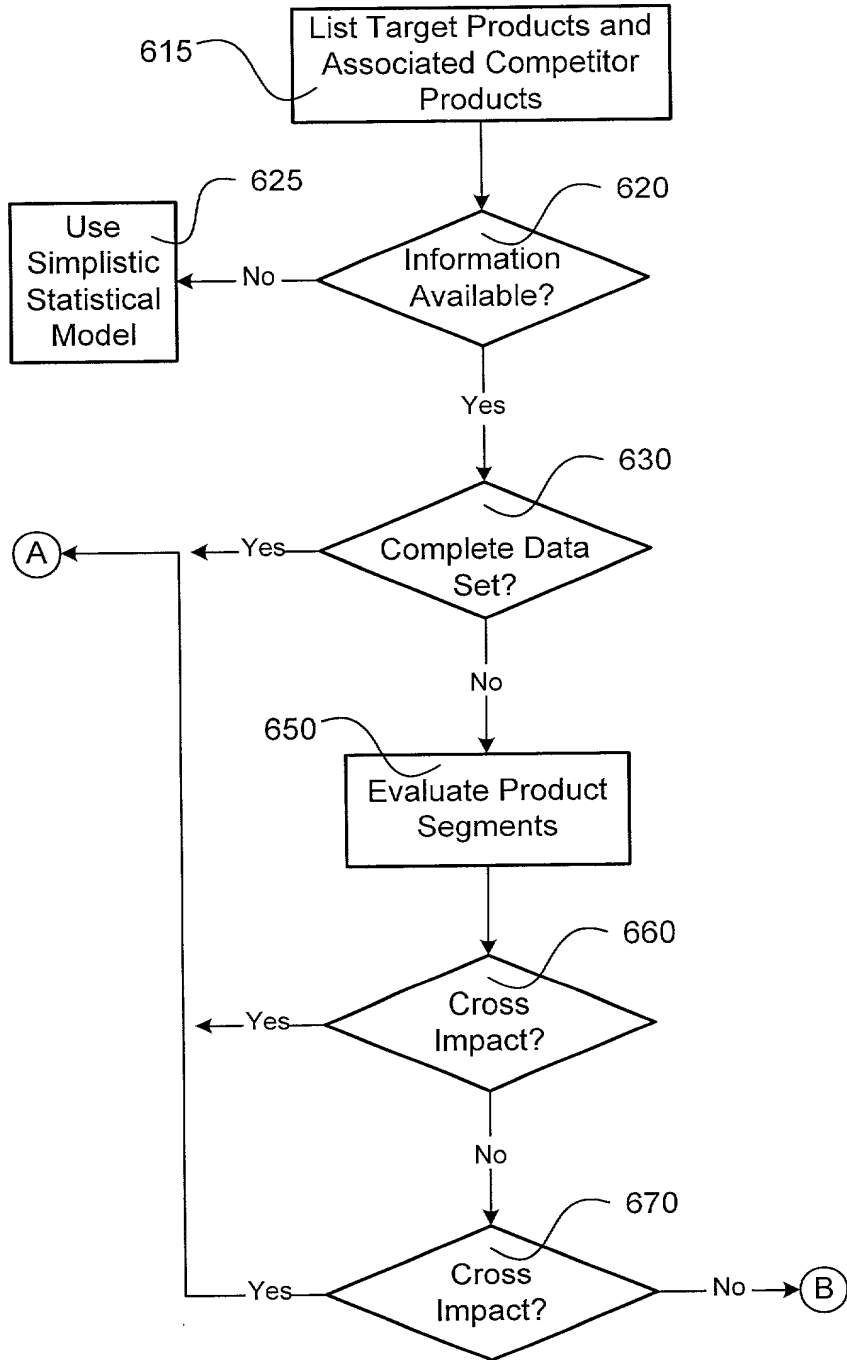 615
List Target Products and
Associated Competitor
Products
625
620
Use
Simplistic
Statistical
Model
No
Information
Available?
Yes
630
A
Yes
Complete Data
Set?
No
650
Evaluate Product
Segments
660
Yes
Cross
Impact?
No
670
Yes
Cross
Impact?
No
B